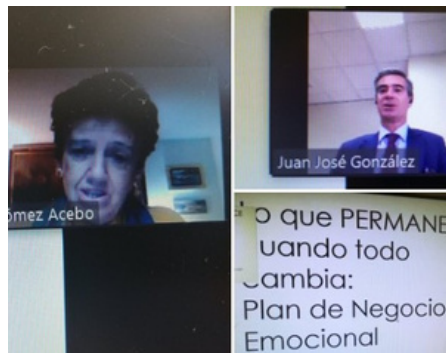 ómez Acebo
Juan José González
o que PERMANE
uando todo
ambia:
Plan de Negocio
Emocional